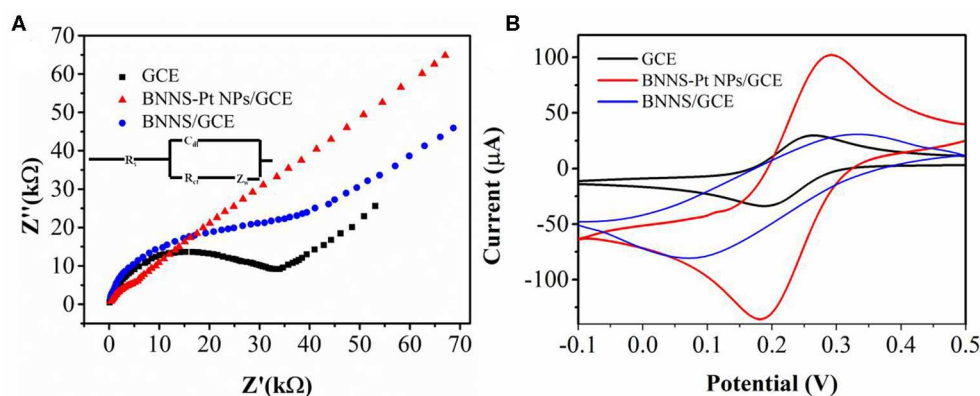 A
70
60
50
40
30
20
10
0
Z''(kΩ)
GCE
BNNS-Pt NPs/GCE
BNNS/GCE
Cdl
Rs
Rct
Zw
0 10 20 30 40 50 60 70
Z'(kΩ)
B
100
50
0
-50
-100
Current (μA)
GCE
BNNS-Pt NPs/GCE
BNNS/GCE
-0.1 0.0 0.1 0.2 0.3 0.4 0.5
Potential (V)